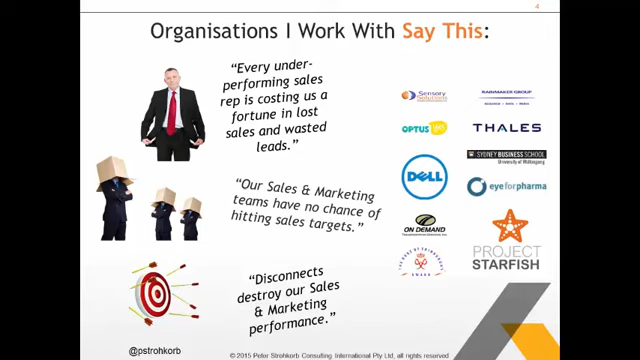 4
Organisations I Work With Say This:
“Every under-
performing sales
rep is costing us a
fortune in lost
sales and wasted
leads.”
“Our Sales & Marketing
teams have no chance of
hitting sales targets.”
“Disconnects
destroy our Sales
& Marketing
performance.”
Sensory
Solutions
RAINMAKER GROUP
OPTUS
yes
THALES
DELL
SYDNEY BUSINESS SCHOOL
University of Wollongong
eyeforpharma
ON DEMAND
PROJECT
STARFISH
AWARD
@pstrohkorb
© 2015 Peter Strohkorb Consulting International Pty Ltd, all rights reserved